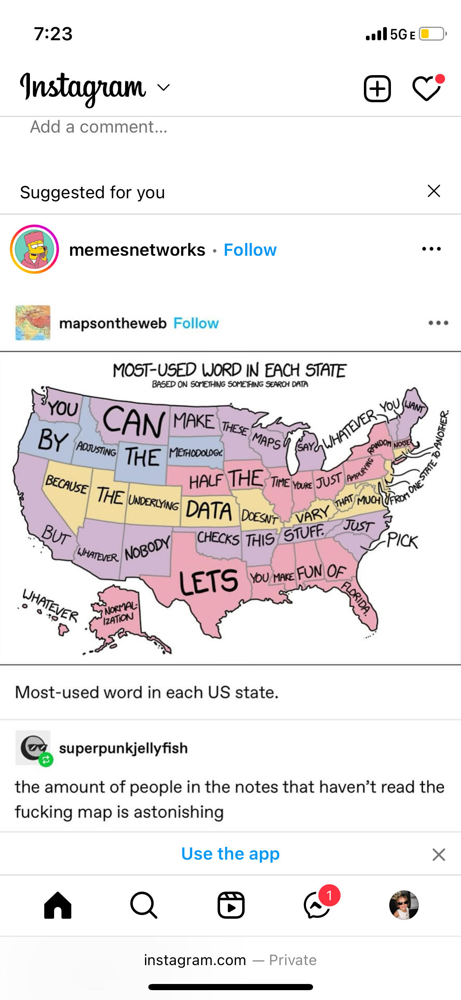 7:23
5G E
Instagram
Add a comment...
Suggested for you
memesnetworks • Follow
mapsontheweb Follow
MOST-USED WORD IN EACH STATE
BASED ON SOMETHING SOMETHING SEARCH DATA
YOU CAN MAKE THESE MAPS SAY WHATEVER YOU WANT
BY ADJUSTING THE METHODOLOGY.
HALF THE TIME YOU'RE JUST AMPLIFYING RANDOM NOISE
BECAUSE THE UNDERLYING DATA DOESN'T VARY THAT MUCH FROM ONE STATE TO ANOTHER.
BUT WHATEVER. NOBODY CHECKS THIS STUFF. JUST PICK
WHATEVER
NORMAL-
IZATION
LETS YOU MAKE FUN OF FLORIDA.
Most-used word in each US state.
superpunkjellyfish
the amount of people in the notes that haven't read the
fucking map is astonishing
Use the app
1
instagram.com — Private